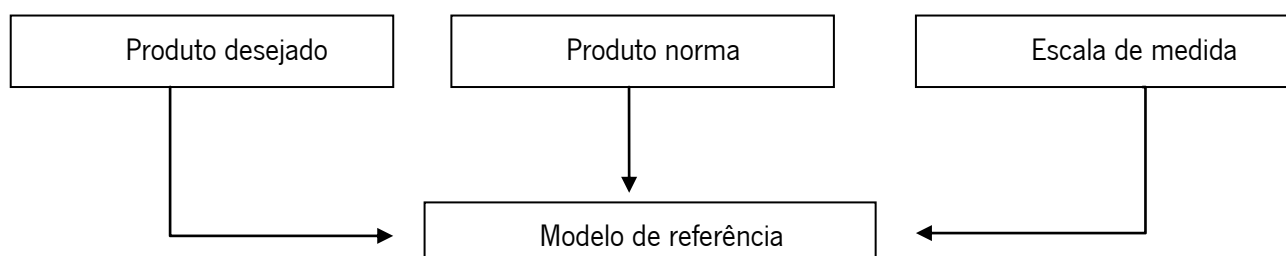 Produto desejado
Produto norma
Escala de medida
Modelo de referência